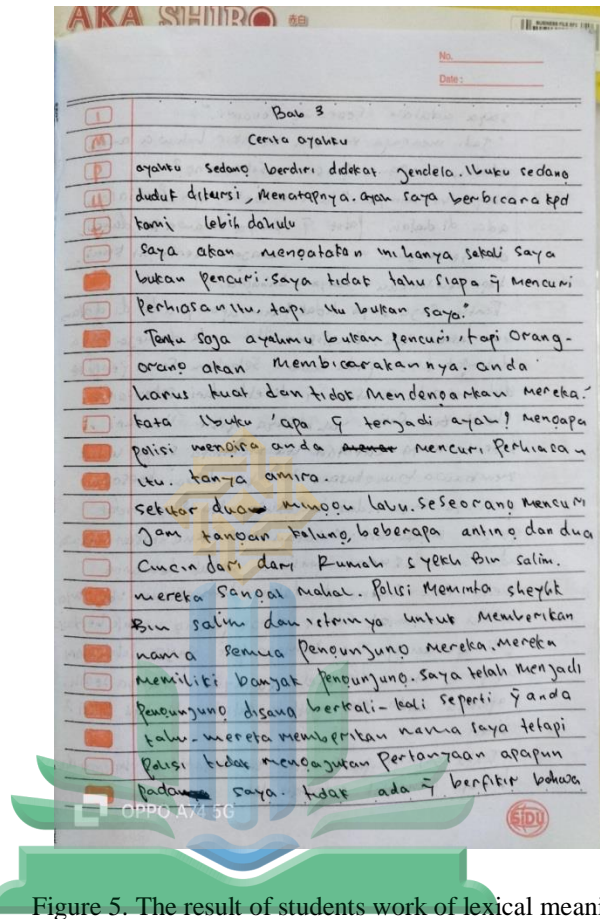 AKA SHIRO
No.
Date :
Bab 3
Cerita ayahku
ayahku sedang berdiri didekat jendela. Ibuku sedang
duduk dikursi, menatapnya. ayah saya berbicara kpd
kami lebih dahulu
saya akan mengatakan ini hanya sekali saya
bukan pencuri. saya tidak tahu siapa yg mencuri
perhiasan itu, tapi itu bukan saya."
Tentu saja ayahmu bukan pencuri, tapi orang-
orang akan membicarakannya. anda
harus kuat dan tidak mendengarkan mereka."
kata Ibuku 'apa yg terjadi ayah? mengapa
polisi mengira anda mencuri perhiasan
itu. tanya amira.
sekitar dua minggu lalu. seseorang mencuri
Jam tangan kalung, beberapa anting dan dua
Cincin dari dari Rumah syekh Bin salim.
mereka sangat mahal. Polisi meminta sheykh
Bin salim dan istrinya untuk memberikan
nama semua pengunjung mereka. mereka
memiliki banyak pengunjung. saya telah menjadi
pengunjung disana berkali-kali seperti yg anda
tahu-mereka memberikan nama saya tetapi
polisi tidak mengajukan pertanyaan apapun
pada saya. tidak ada yg berfikir bahwa
OPPO A74 5G
SIDU
Figure 5. The result of students work of lexical meani